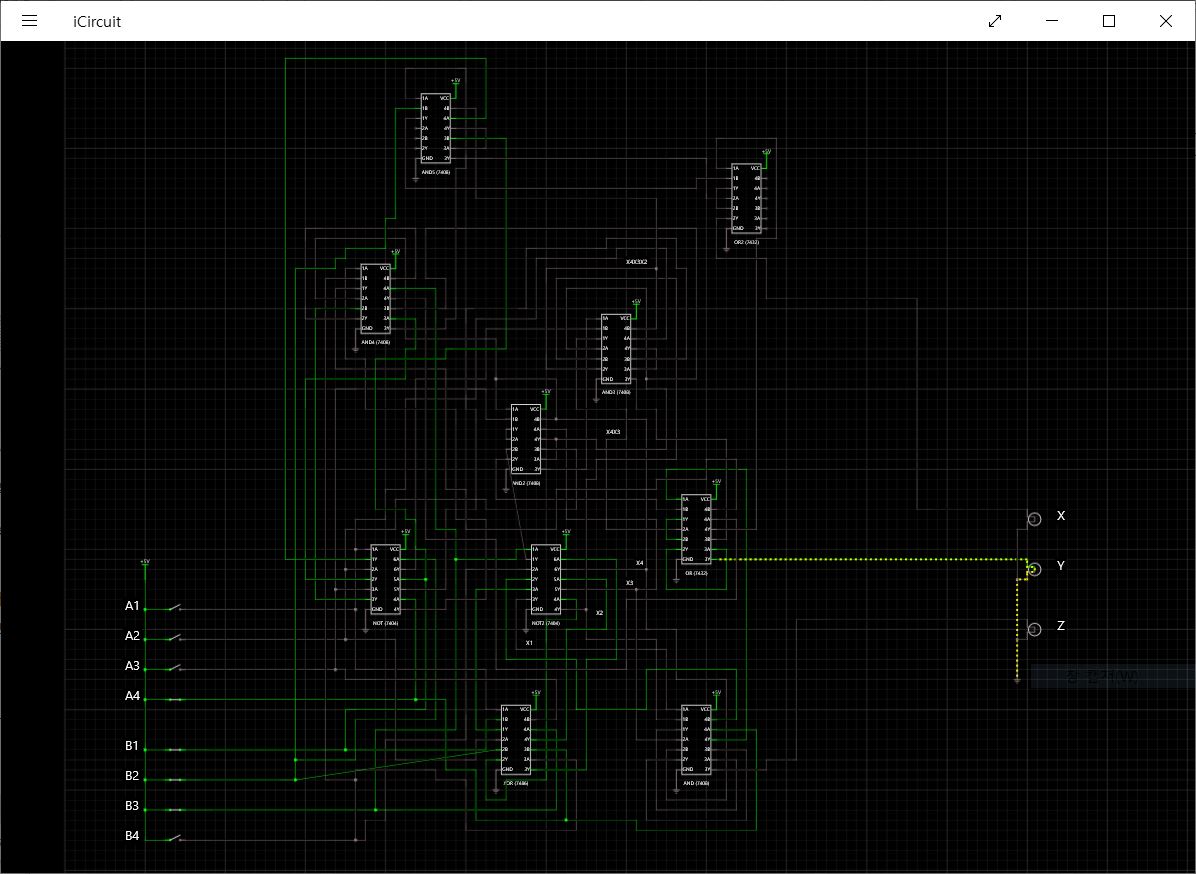 iCircuit
+5V
1A VCC
1B 4B
1Y 4A
2A 4Y
2B 3B
2Y 3A
GND 3Y
AND5 (7408)
+5V
1A VCC
1B 4B
1Y 4A
2A 4Y
2B 3B
2Y 3A
GND 3Y
OR2 (7432)
+5V
1A VCC
1B 4B
1Y 4A
2A 4Y
2B 3B
2Y 3A
GND 3Y
AND4 (7408)
X4X3X2
+5V
1A VCC
1B 4B
1Y 4A
2A 4Y
2B 3B
2Y 3A
GND 3Y
AND3 (7408)
+5V
1A VCC
1B 4B
1Y 4A
2A 4Y
2B 3B
2Y 3A
GND 3Y
AND2 (7408)
X4X3
+5V
1A VCC
1B 4B
1Y 4A
2A 4Y
2B 3B
2Y 3A
GND 3Y
OR (7432)
X
Y
Z
+5V
1A VCC
1Y 6A
2A 6Y
2Y 5A
3A 5Y
3Y 4A
GND 4Y
NOT (7404)
+5V
1A VCC
1Y 6A
2A 6Y
2Y 5A
3A 5Y
3Y 4A
GND 4Y
NOT2 (7404)
X4
X3
X2
X1
+5V
A1
A2
A3
A4
B1
B2
B3
B4
+5V
1A VCC
1B 4B
1Y 4A
2A 4Y
2B 3B
2Y 3A
GND 3Y
XOR (7486)
+5V
1A VCC
1B 4B
1Y 4A
2A 4Y
2B 3B
2Y 3A
GND 3Y
AND (7408)